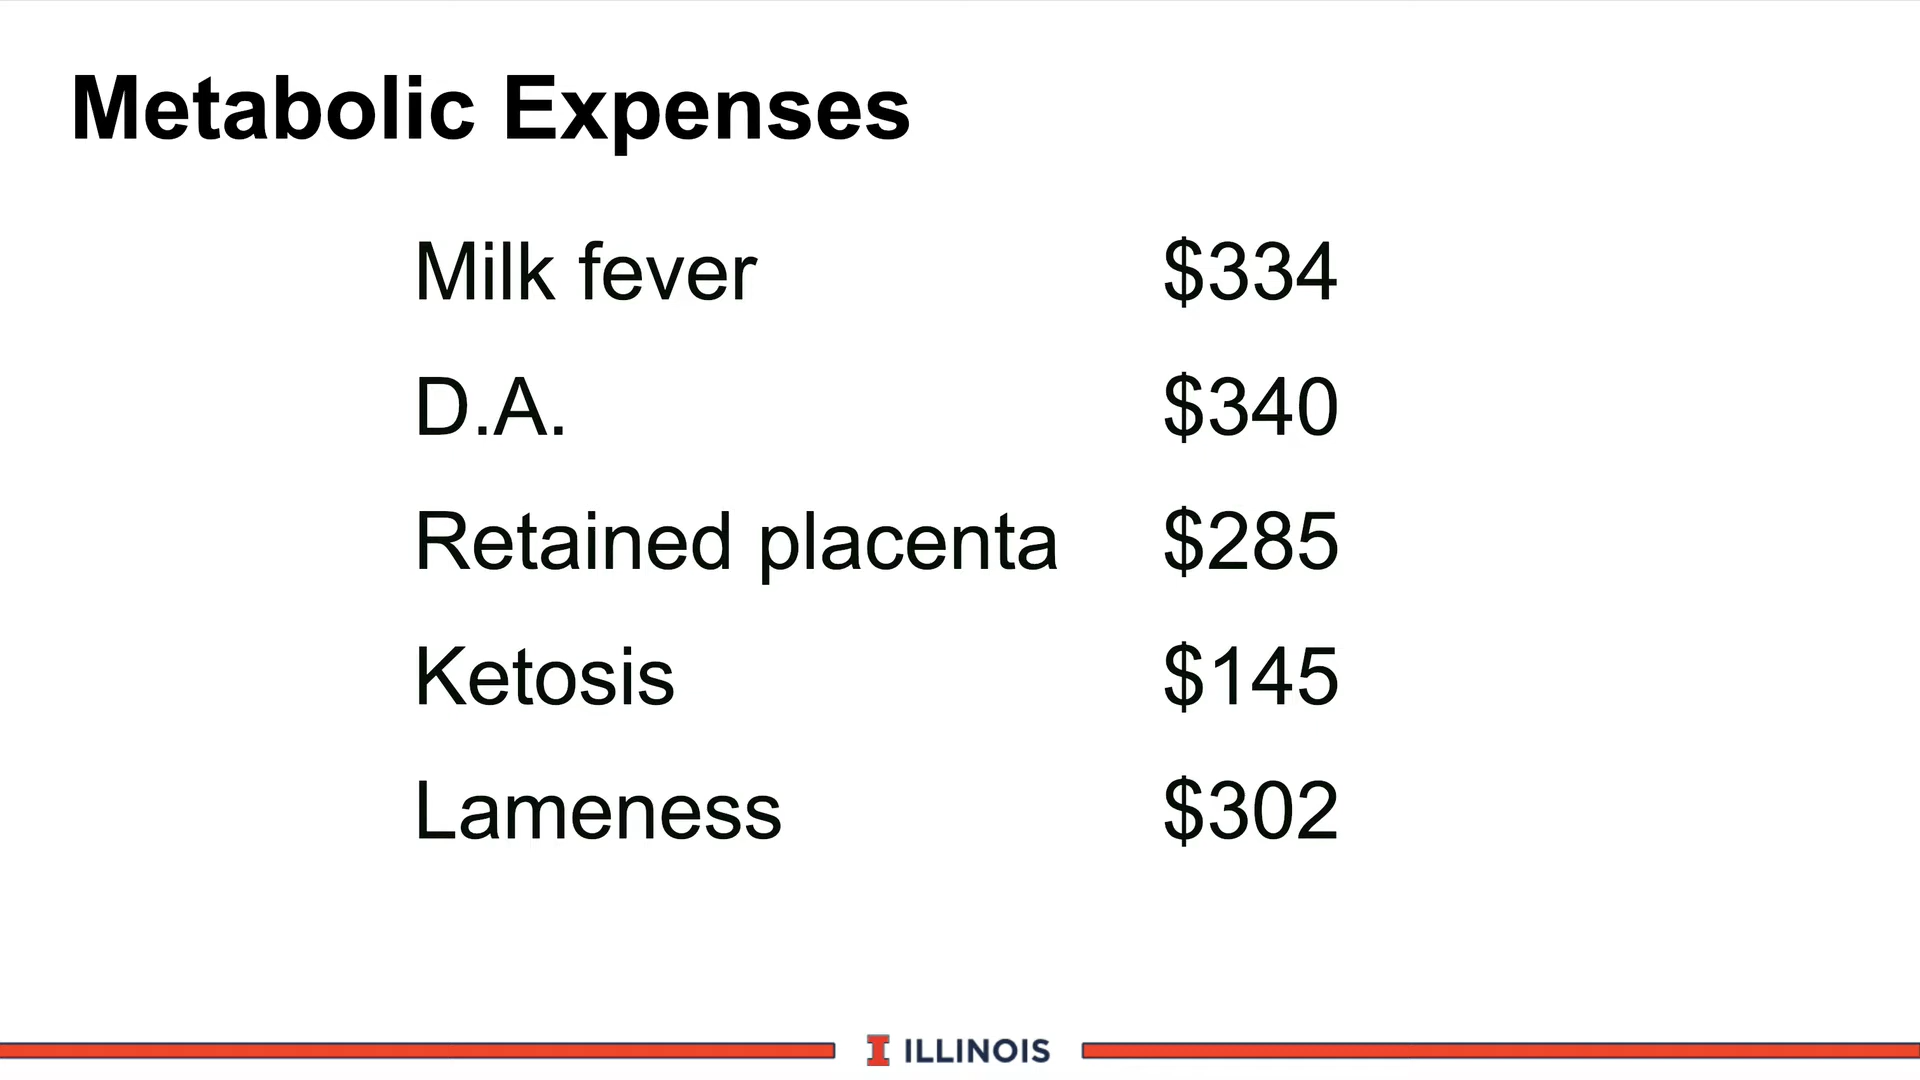 Metabolic Expenses
Milk fever $334
D.A. $340
Retained placenta $285
Ketosis $145
Lameness $302
I ILLINOIS